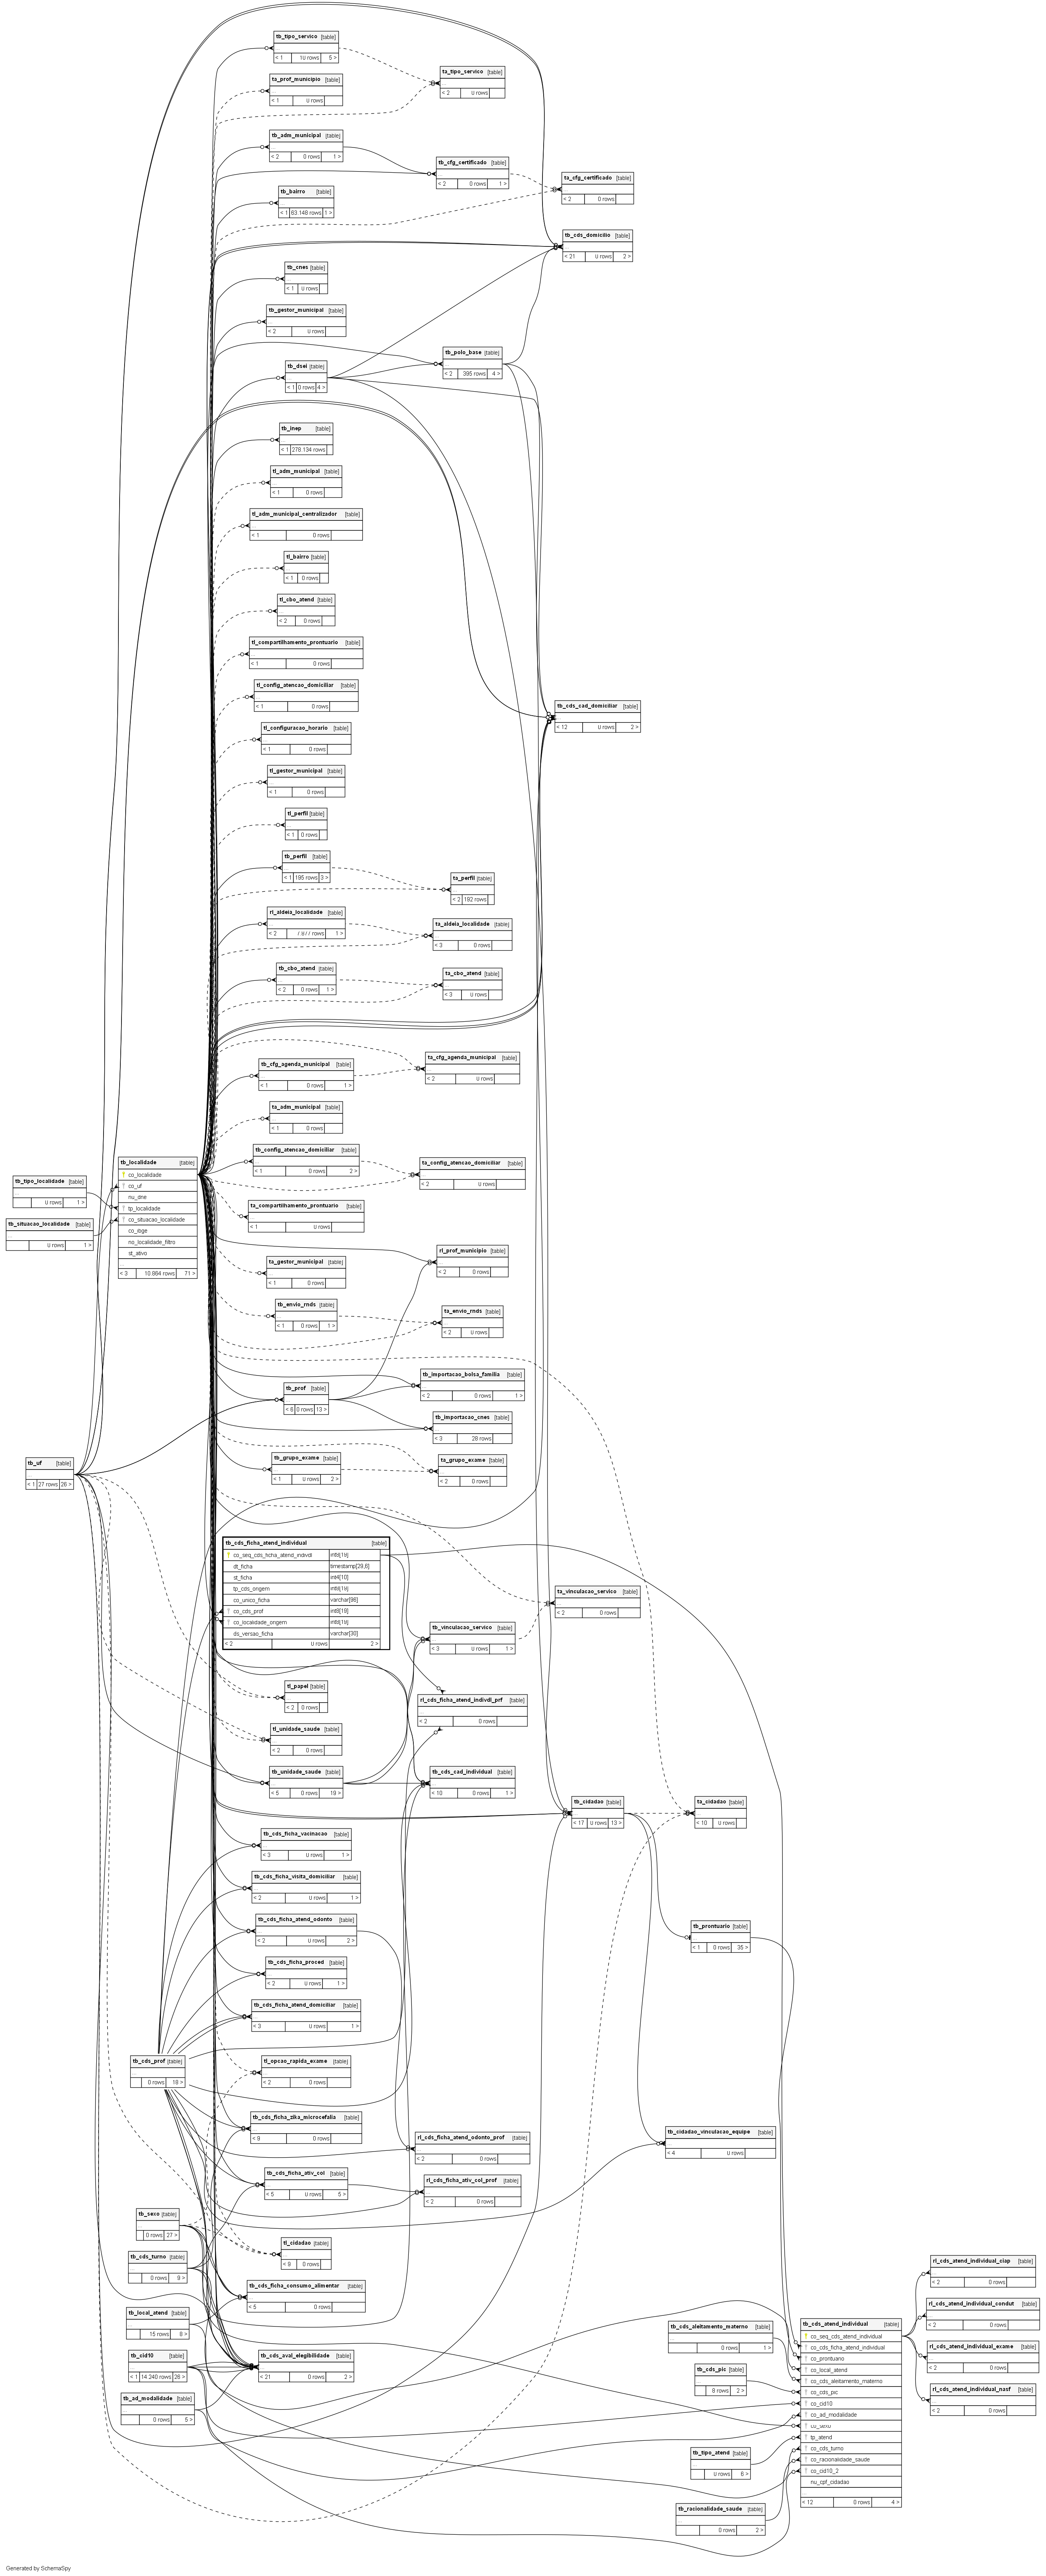 tb_tipo_servico [table]
...
< 1 10 rows 5 >
ta_prof_municipio [table]
...
< 1 0 rows
ta_tipo_servico [table]
...
< 2 0 rows
tb_adm_municipal [table]
...
< 2 0 rows 1 >
tb_cfg_certificado [table]
...
< 2 0 rows 1 >
ta_cfg_certificado [table]
...
< 2 0 rows
tb_bairro [table]
...
< 1 83.148 rows 1 >
tb_cds_domicilio [table]
...
< 21 0 rows 2 >
tb_cnes [table]
...
< 1 0 rows
tb_gestor_municipal [table]
...
< 2 0 rows
tb_polo_base [table]
...
< 2 395 rows 4 >
tb_dsei [table]
...
< 1 0 rows 4 >
tb_inep [table]
...
< 1 278.134 rows
tl_adm_municipal [table]
...
< 1 0 rows
tl_adm_municipal_centralizador [table]
...
< 1 0 rows
tl_bairro [table]
...
< 1 0 rows
tl_cbo_atend [table]
...
< 2 0 rows
tl_compartilhamento_prontuario [table]
...
< 1 0 rows
tl_config_atencao_domiciliar [table]
...
< 1 0 rows
tb_cds_cad_domiciliar [table]
...
< 12 0 rows 2 >
tl_configuracao_horario [table]
...
< 1 0 rows
tl_gestor_municipal [table]
...
< 1 0 rows
tl_perfil [table]
...
< 1 0 rows
tb_perfil [table]
...
< 1 195 rows 3 >
ta_perfil [table]
...
< 2 192 rows
rl_aldeia_localidade [table]
...
< 2 7.977 rows 1 >
ta_aldeia_localidade [table]
...
< 3 0 rows
tb_cbo_atend [table]
...
< 2 0 rows 1 >
ta_cbo_atend [table]
...
< 3 0 rows
tb_cfg_agenda_municipal [table]
...
< 1 0 rows 1 >
ta_cfg_agenda_municipal [table]
...
< 2 0 rows
ta_adm_municipal [table]
...
< 1 0 rows
tb_config_atencao_domiciliar [table]
...
< 1 0 rows 2 >
ta_config_atencao_domiciliar [table]
...
< 2 0 rows
tb_tipo_localidade [table]
...
0 rows 1 >
tb_situacao_localidade [table]
...
0 rows 1 >
tb_localidade [table]
co_localidade
co_uf
nu_dne
tp_localidade
co_situacao_localidade
co_ibge
no_localidade_filtro
st_ativo
...
< 3 10.864 rows 71 >
ta_compartilhamento_prontuario [table]
...
< 1 0 rows
ta_gestor_municipal [table]
...
< 1 0 rows
rl_prof_municipio [table]
...
< 2 0 rows
tb_envio_rnds [table]
...
< 1 0 rows 1 >
ta_envio_rnds [table]
...
< 2 0 rows
tb_prof [table]
...
< 6 0 rows 13 >
tb_importacao_bolsa_familia [table]
...
< 2 0 rows 1 >
tb_importacao_cnes [table]
...
< 3 28 rows
tb_grupo_exame [table]
...
< 1 0 rows 2 >
ta_grupo_exame [table]
...
< 2 0 rows
tb_uf [table]
...
< 1 27 rows 26 >
tb_cds_ficha_atend_individual [table]
co_seq_cds_ficha_atend_individl int8[19]
dt_ficha timestamp[29,6]
st_ficha int4[10]
tp_cds_origem int8[19]
co_unico_ficha varchar[96]
co_cds_prof int8[19]
co_localidade_origem int8[19]
ds_versao_ficha varchar[30]
< 2 0 rows 2 >
ta_vinculacao_servico [table]
...
< 2 0 rows
tb_vinculacao_servico [table]
...
< 3 0 rows 1 >
tl_papel [table]
...
< 2 0 rows
rl_cds_ficha_atend_individl_prf [table]
...
< 2 0 rows
tl_unidade_saude [table]
...
< 2 0 rows
tb_unidade_saude [table]
...
< 5 0 rows 19 >
tb_cds_cad_individual [table]
...
< 10 0 rows 1 >
tb_cidadao [table]
...
< 17 0 rows 13 >
ta_cidadao [table]
...
< 10 0 rows
tb_cds_ficha_vacinacao [table]
...
< 3 0 rows 1 >
tb_cds_ficha_visita_domiciliar [table]
...
< 2 0 rows 1 >
tb_cds_ficha_atend_odonto [table]
...
< 2 0 rows 2 >
tb_prontuario [table]
...
< 1 0 rows 35 >
tb_cds_ficha_proced [table]
...
< 2 0 rows 1 >
tb_cds_ficha_atend_domiciliar [table]
...
< 3 0 rows 1 >
tb_cds_prof [table]
...
0 rows 18 >
tl_opcao_rapida_exame [table]
...
< 2 0 rows
tb_cds_ficha_zika_microcefalia [table]
...
< 9 0 rows
rl_cds_ficha_atend_odonto_prof [table]
...
< 2 0 rows
tb_cidadao_vinculacao_equipe [table]
...
< 4 0 rows
tb_cds_ficha_ativ_col [table]
...
< 5 0 rows 5 >
rl_cds_ficha_ativ_col_prof [table]
...
< 2 0 rows
tb_sexo [table]
...
0 rows 27 >
tl_cidadao [table]
...
< 9 0 rows
tb_cds_turno [table]
...
0 rows 9 >
tb_cds_ficha_consumo_alimentar [table]
...
< 5 0 rows
tb_local_atend [table]
...
15 rows 8 >
tb_cid10 [table]
...
< 1 14.240 rows 26 >
tb_cds_aval_elegibilidade [table]
...
< 21 0 rows 2 >
tb_ad_modalidade [table]
...
0 rows 5 >
tb_cds_aleitamento_materno [table]
...
0 rows 1 >
tb_cds_pic [table]
...
8 rows 2 >
tb_tipo_atend [table]
...
0 rows 8 >
tb_racionalidade_saude [table]
...
0 rows 2 >
tb_cds_atend_individual [table]
co_seq_cds_atend_individual
co_cds_ficha_atend_individual
co_prontuario
co_local_atend
co_cds_aleitamento_materno
co_cds_pic
co_cid10
co_ad_modalidade
co_sexo
tp_atend
co_cds_turno
co_racionalidade_saude
co_cid10_2
nu_cpf_cidadao
...
< 12 0 rows 4 >
rl_cds_atend_individual_ciap [table]
...
< 2 0 rows
rl_cds_atend_individual_condut [table]
...
< 2 0 rows
rl_cds_atend_individual_exame [table]
...
< 2 0 rows
rl_cds_atend_individual_nasf [table]
...
< 2 0 rows
Generated by SchemaSpy